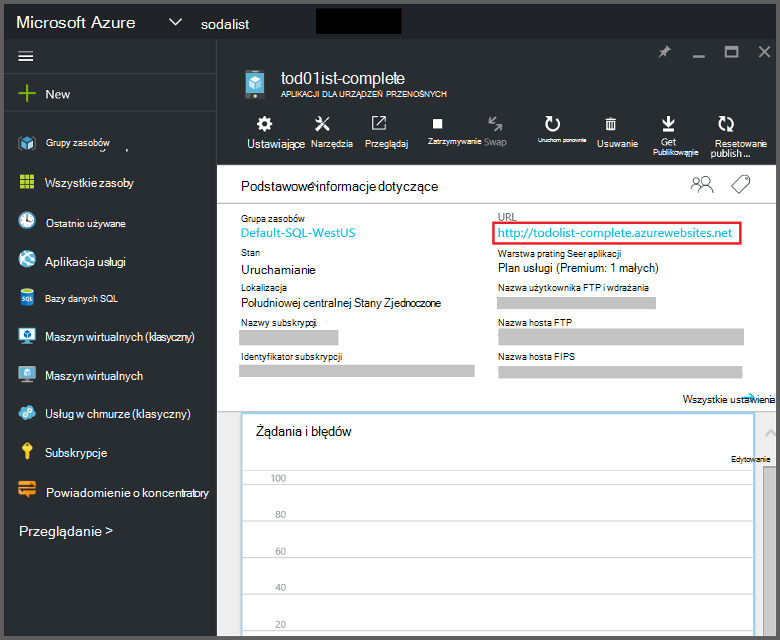 Microsoft Azure
sodalist
New
Grupy zasobów
Wszystkie zasoby
Ostatnio używane
Aplikacja usługi
Bazy danych SQL
Maszyn wirtualnych (klasyczny)
Maszyn wirtualnych
Usług w chmurze (klasyczny)
Subskrypcje
Powiadomienie o koncentratory
Przeglądanie >
tod01ist-complete
APLIKACJI DLA URZĄDZEŃ PRZENOŚNYCH
Ustawiające
Narzędzia
Przeglądaj
Zatrzymywanie
Swap
Uruchom ponownie
Usuwanie
Get
Publikowanie
Resetowanie
publish ...
Podstawowe informacje dotyczące
Grupa zasobów
Default-SQL-WestUS
Stan
Uruchamianie
Lokalizacja
Południowej centralnej Stany Zjednoczone
Nazwy subskrypcji.
Identyfikator subskrypcji
URL
http://todolist-complete.azurewebsites.net
Warstwa prating Seer aplikacji
Plan usługi (Premium: 1 małych)
Nazwa użytkownika FTP i wdrażania
Nazwa hosta FTP
Nazwa hosta FIPS
Wszystkie ustawienia
Żądania i błędów
Edytowanie
100
80
60
40
20